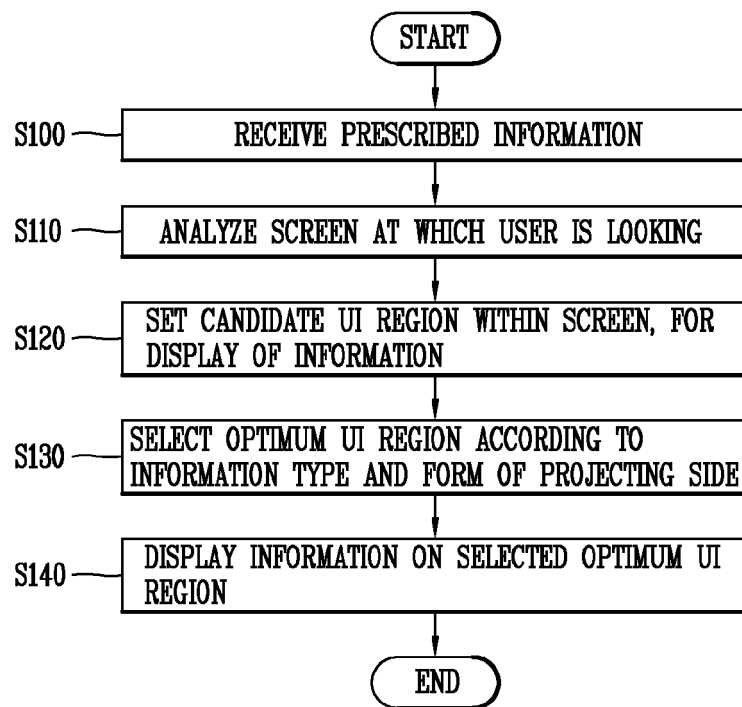 START
S100 RECEIVE PRESCRIBED INFORMATION
S110 ANALYZE SCREEN AT WHICH USER IS LOOKING
S120 SET CANDIDATE UI REGION WITHIN SCREEN, FOR
DISPLAY OF INFORMATION
S130 SELECT OPTIMUM UI REGION ACCORDING TO
INFORMATION TYPE AND FORM OF PROJECTING SIDE
S140 DISPLAY INFORMATION ON SELECTED OPTIMUM UI
REGION
END